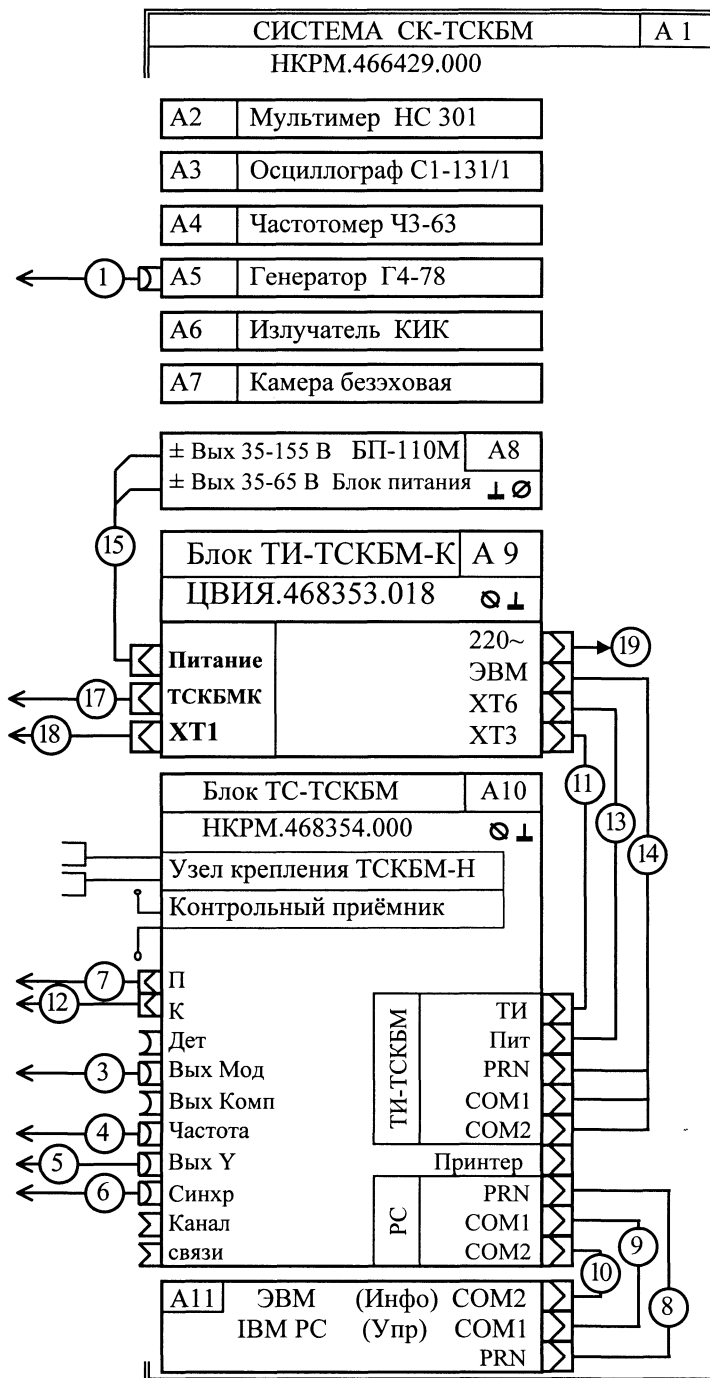 СИСТЕМА СК-ТСКБМ А 1
НКРМ.466429.000
А2 Мультимер НС 301
А3 Осциллограф С1-131/1
А4 Частотомер Ч3-63
1 А5 Генератор Г4-78
А6 Излучатель КИК
А7 Камера безэховая
± Вых 35-155 В БП-110М А8
± Вых 35-65 В Блок питания
15
Блок ТИ-ТСКБМ-К А 9
ЦВИЯ.468353.018
220~ 19
Питание ЭВМ
17 ТСКБМК ХТ6
18 ХТ1 ХТ3
11
13
14
Блок ТС-ТСКБМ А10
НКРМ.468354.000
Узел крепления ТСКБМ-Н
Контрольный приёмник
7 П
12 К ТИ
Дет Пит
3 Вых Мод PRN
Вых Комп COM1
4 Частота COM2
ТИ-ТСКБМ
5 Вых Y Принтер
6 Синхр PRN
Канал COM1
связи COM2
PC
9
10
8
А11 ЭВМ (Инфо) COM2
IBM PC (Упр) COM1
PRN